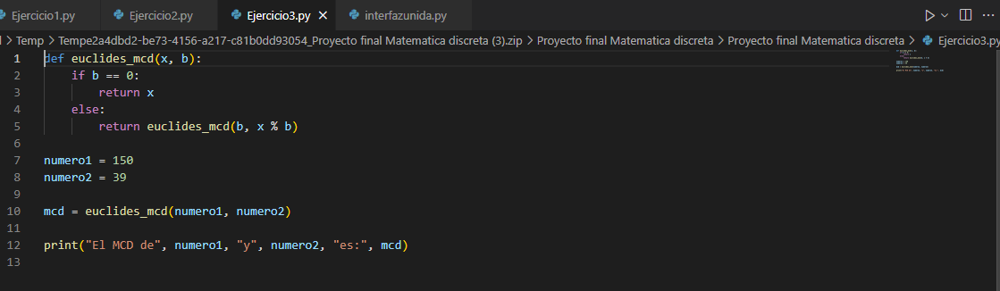 Ejercicio1.py Ejercicio2.py Ejercicio3.py interfazunida.py
Temp > Tempe2a4dbd2-be73-4156-a217-c81b0dd93054_Proyecto final Matematica discreta (3).zip > Proyecto final Matematica discreta > Proyecto final Matematica discreta > Ejercicio3.py
1 def euclides_mcd(x, b):
2 if b == 0:
3 return x
4 else:
5 return euclides_mcd(b, x % b)
6
7 numero1 = 150
8 numero2 = 39
9
10 mcd = euclides_mcd(numero1, numero2)
11
12 print("El MCD de", numero1, "y", numero2, "es:", mcd)
13